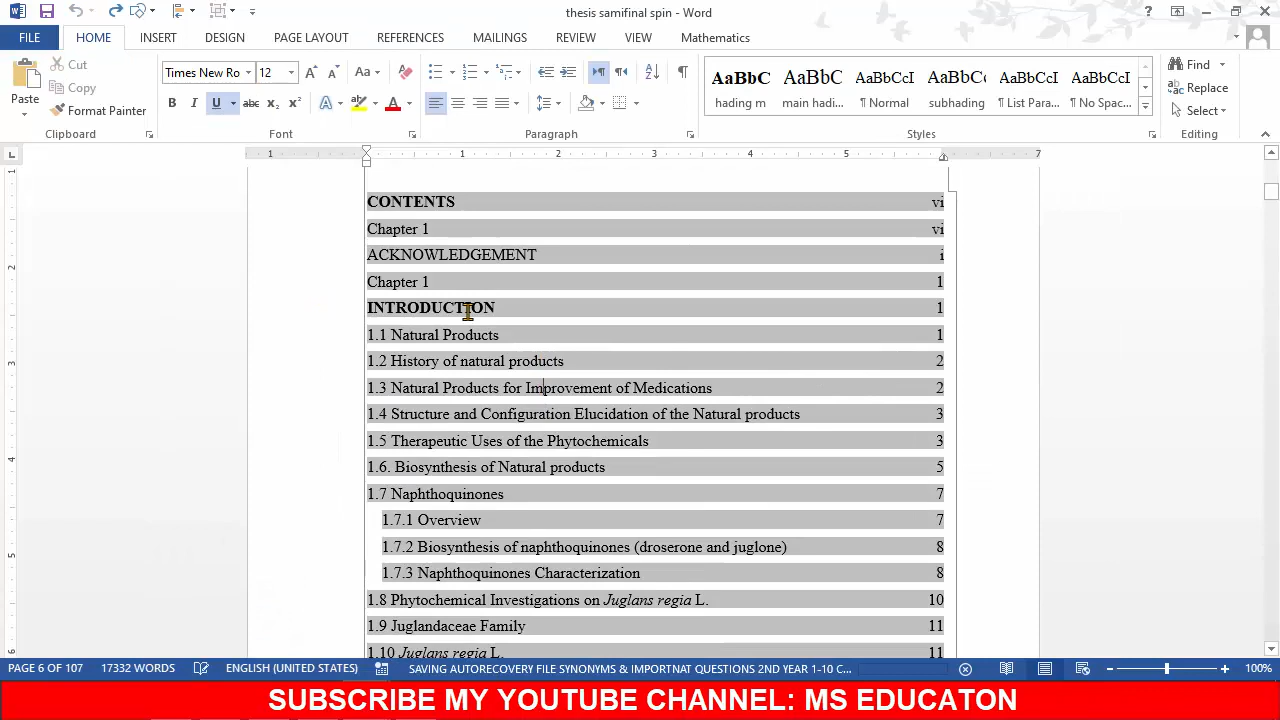 thesis samifinal spin - Word
FILE HOME INSERT DESIGN PAGE LAYOUT REFERENCES MAILINGS REVIEW VIEW Mathematics
Paste
Cut
Copy
Format Painter
Clipboard
Times New Ro 12
Font
Paragraph
AaBbC AaBbC AaBbCcI AaBbC AaBbCcI AaBbCcI
hading m main hadi... ¶ Normal subhading ¶ List Para... ¶ No Spac...
Styles
Find
Replace
Select
Editing
1 1 2 3 4 5 7
CONTENTS vi
Chapter 1 vi
ACKNOWLEDGEMENT i
Chapter 1 1
INTRODUCTION 1
1.1 Natural Products 1
1.2 History of natural products 2
1.3 Natural Products for Improvement of Medications 2
1.4 Structure and Configuration Elucidation of the Natural products 3
1.5 Therapeutic Uses of the Phytochemicals 3
1.6. Biosynthesis of Natural products 5
1.7 Naphthoquinones 7
1.7.1 Overview 7
1.7.2 Biosynthesis of naphthoquinones (droserone and juglone) 8
1.7.3 Naphthoquinones Characterization 8
1.8 Phytochemical Investigations on Juglans regia L. 10
1.9 Juglandaceae Family 11
1.10 Juglans regia L. 11
PAGE 6 OF 107 17332 WORDS ENGLISH (UNITED STATES) SAVING AUTORECOVERY FILE SYNONYMS & IMPORTNAT QUESTIONS 2ND YEAR 1-10 C... 100%
SUBSCRIBE MY YOUTUBE CHANNEL: MS EDUCATON